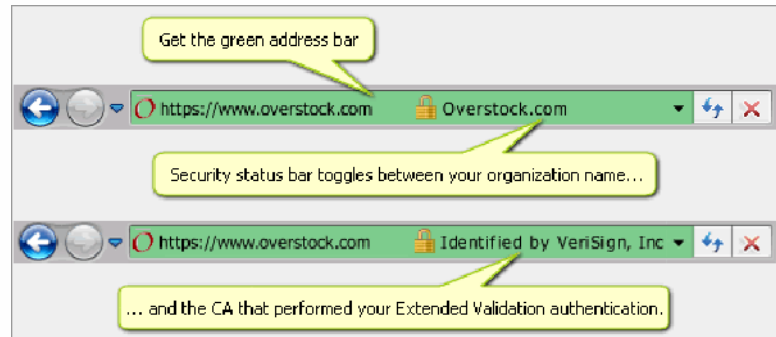 Get the green address bar
https://www.overstock.com Overstock.com
Security status bar toggles between your organization name...
https://www.overstock.com Identified by VeriSign, Inc
... and the CA that performed your Extended Validation authentication.